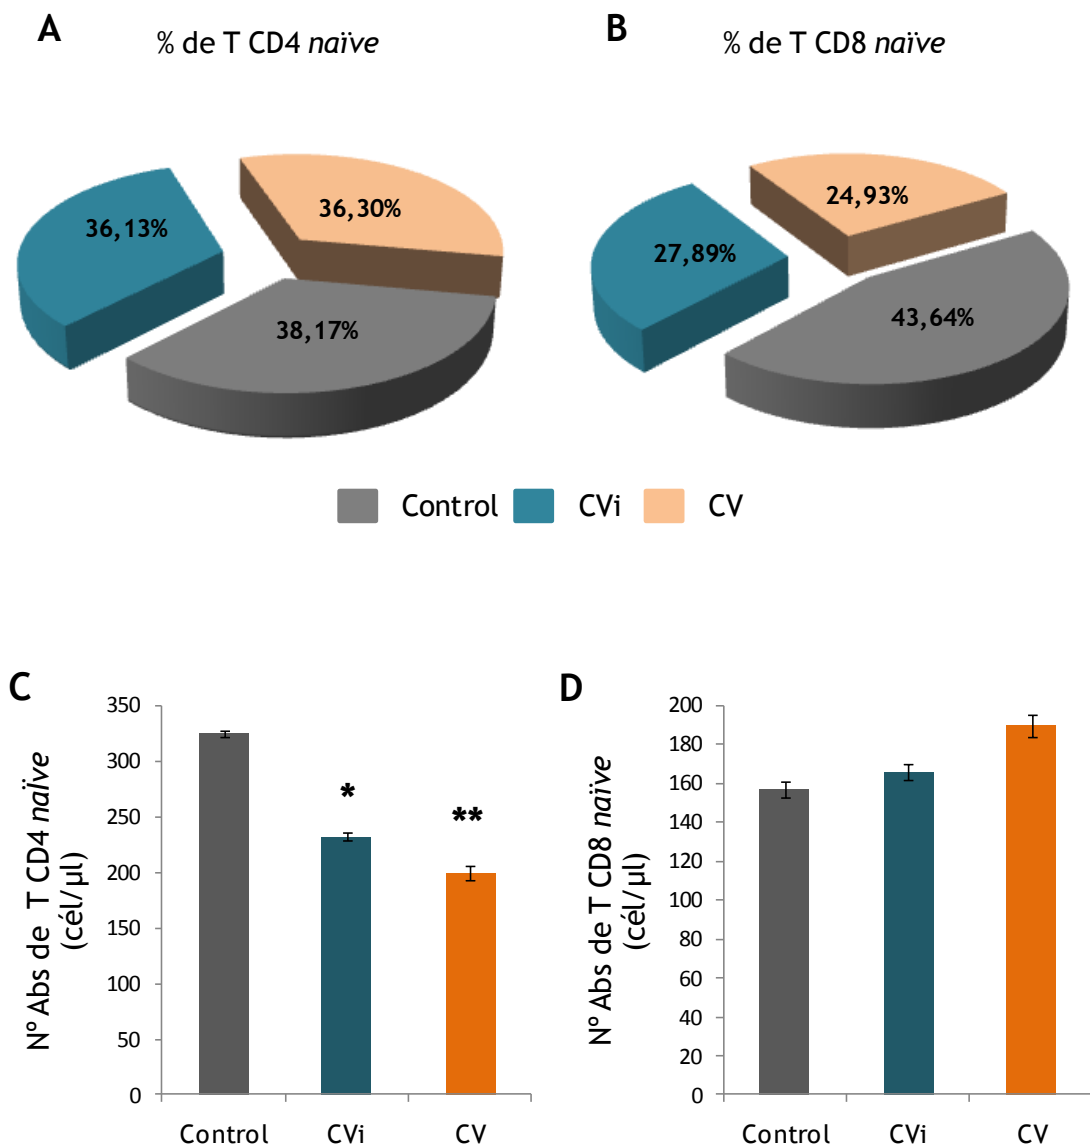 A
% de T CD4 naïve
B
% de T CD8 naïve
36,13%
36,30%
38,17%
27,89%
24,93%
43,64%
Control CVi CV
C
Nº Abs de T CD4 naïve
(cél/µl)
350
300
250
200
150
100
50
0
*
**
Control CVi CV
D
Nº Abs de T CD8 naïve
(cél/µl)
200
180
160
140
120
100
80
60
40
20
0
Control CVi CV